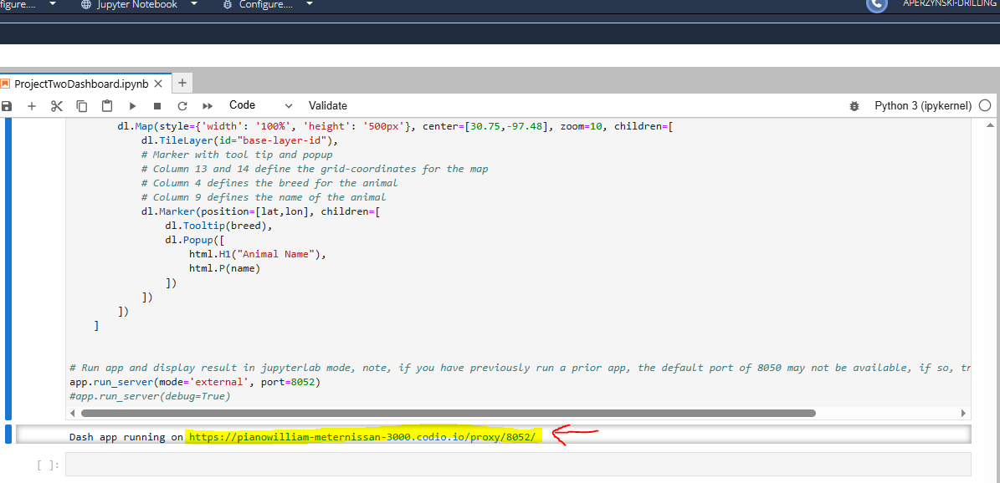 figure.... Jupyter Notebook Configure.... APERZYNSKI-DRILLING
ProjectTwoDashboard.ipynb
Code Validate Python 3 (ipykernel)
dl.Map(style={'width': '100%', 'height': '500px'}, center=[30.75,-97.48], zoom=10, children=[
dl.TileLayer(id="base-layer-id"),
# Marker with tool tip and popup
# Column 13 and 14 define the grid-coordinates for the map
# Column 4 defines the breed for the animal
# Column 9 defines the name of the animal
dl.Marker(position=[lat,lon], children=[
dl.Tooltip(breed),
dl.Popup([
html.H1("Animal Name"),
html.P(name)
])
])
])
]
# Run app and display result in jupyterlab mode, note, if you have previously run a prior app, the default port of 8050 may not be available, if so, tr
app.run_server(mode='external', port=8052)
#app.run_server(debug=True)
Dash app running on https://pianowilliam-meternissan-3000.codio.io/proxy/8052/
[ ]: